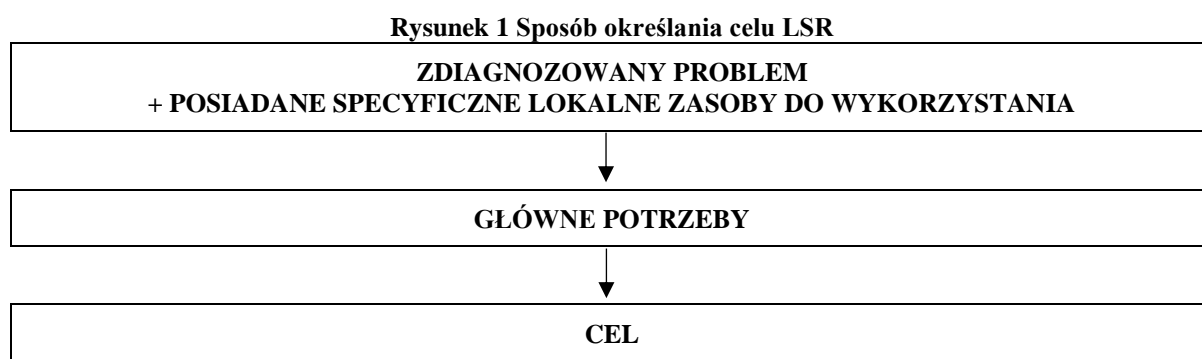 Rysunek 1 Sposób określania celu LSR
ZDIAGNOZOWANY PROBLEM
+ POSIADANE SPECYFICZNE LOKALNE ZASOBY DO WYKORZYSTANIA
GŁÓWNE POTRZEBY
CEL